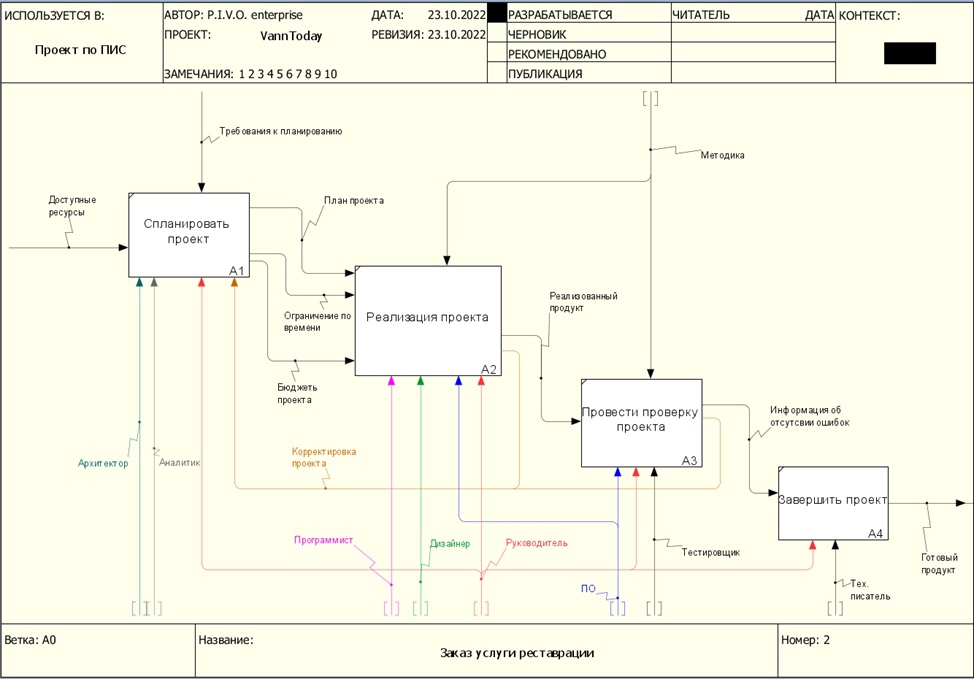 ИСПОЛЬЗУЕТСЯ В:
Проект по ПИС
АВТОР: P.I.V.O. enterprise
ДАТА: 23.10.2022
ПРОЕКТ: VannToday
РЕВИЗИЯ: 23.10.2022
ЗАМЕЧАНИЯ: 1 2 3 4 5 6 7 8 9 10
РАЗРАБАТЫВАЕТСЯ
ЧЕРНОВИК
РЕКОМЕНДОВАНО
ПУБЛИКАЦИЯ
ЧИТАТЕЛЬ ДАТА
КОНТЕКСТ:
Требования к планированию
Методика
Доступные
ресурсы
Спланировать
проект
A1
План проекта
Ограничение по
времени
Бюджеть
проекта
Реализация проекта
A2
Реализованный
продукт
Провести проверку
проекта
A3
Информация об
отсутсвии ошибок
Архитектор
Аналитик
Корректировка
проекта
Завершить проект
A4
Программист
Дизайнер
Руководитель
Тестировщик
Готовый
продукт
ПО
Тех.
писатель
Ветка: A0
Название:
Заказ услуги реставрации
Номер: 2